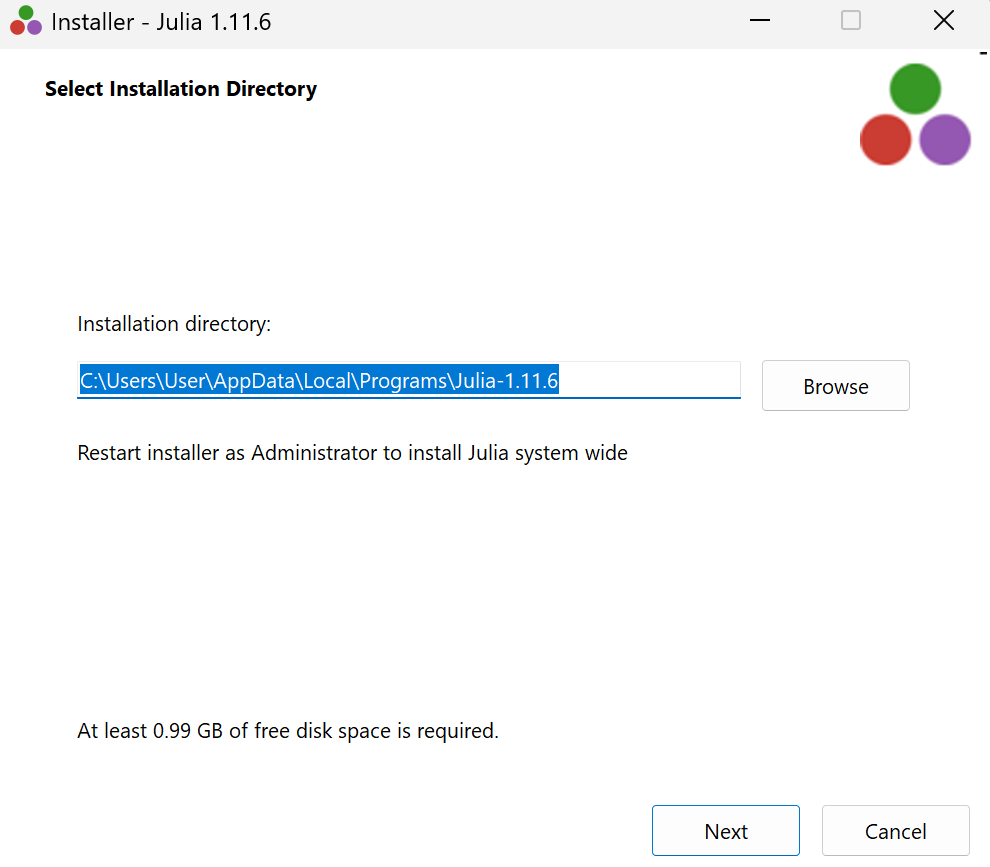 Installer - Julia 1.11.6
Select Installation Directory
Installation directory:
C:\Users\User\AppData\Local\Programs\Julia-1.11.6
Browse
Restart installer as Administrator to install Julia system wide
At least 0.99 GB of free disk space is required.
Next
Cancel